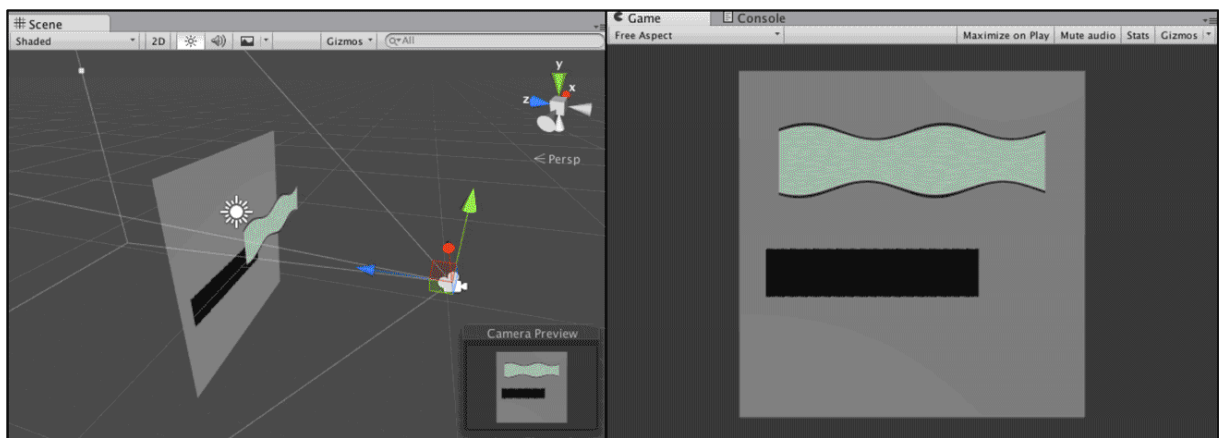 Scene
Shaded 2D Gizmos All
y
x
z
Persp
Camera Preview
Game Console
Free Aspect Maximize on Play Mute audio Stats Gizmos